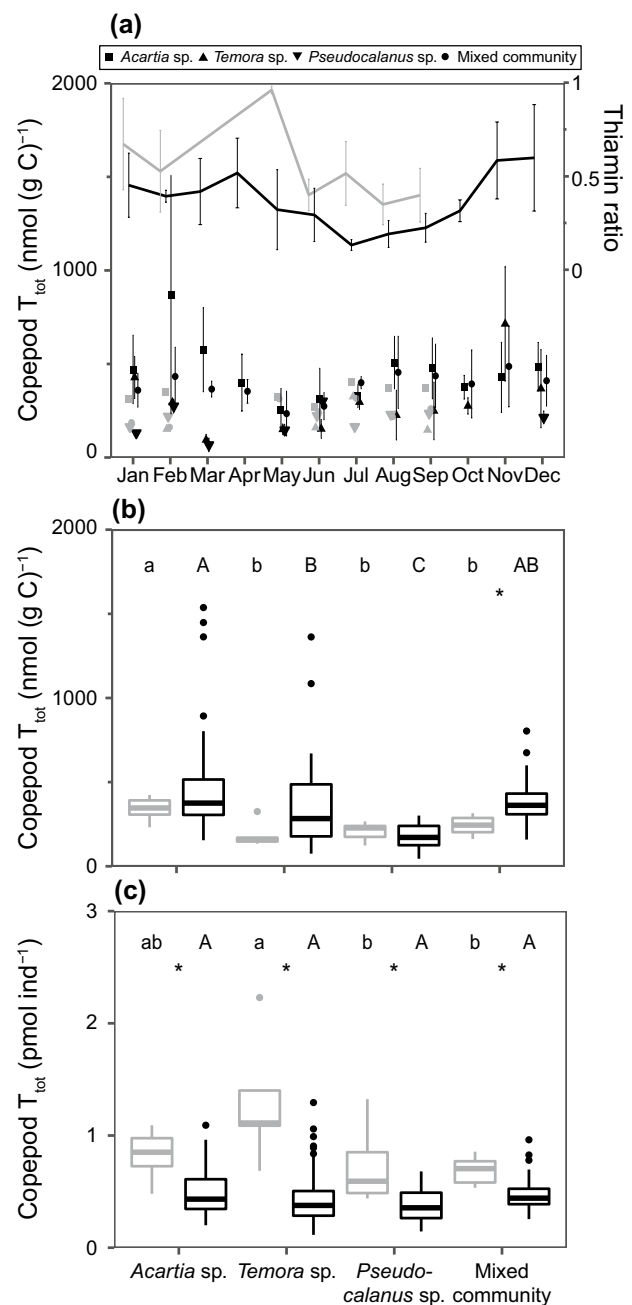 (a)
■ Acartia sp. ▲ Temora sp. ▼ Pseudocalanus sp. ● Mixed community
Copepod T_tot (nmol (g C)⁻¹)
2000
1000
0
1
0.5
0
Thiamin ratio
Jan Feb Mar Apr May Jun Jul Aug Sep Oct Nov Dec
(b)
Copepod T_tot (nmol (g C)⁻¹)
2000
1000
0
a A b B b C b AB
*
(c)
Copepod T_tot (pmol ind⁻¹)
3
2
1
0
ab A a A b A b A
* * * *
Acartia sp. Temora sp. Pseudo- Mixed
calanus sp. community